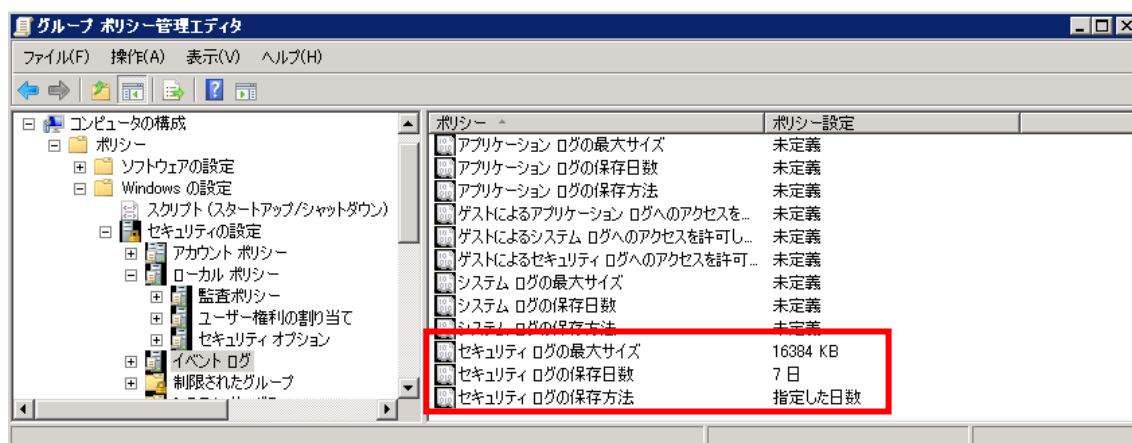 グループ ポリシー管理エディタ
ファイル(F) 操作(A) 表示(V) ヘルプ(H)
コンピュータの構成
ポリシー
ソフトウェアの設定
Windows の設定
スクリプト (スタートアップ/シャットダウン)
セキュリティの設定
アカウント ポリシー
ローカル ポリシー
監査ポリシー
ユーザー権利の割り当て
セキュリティ オプション
イベント ログ
制限されたグループ
ポリシー ポリシー設定
アプリケーション ログの最大サイズ 未定義
アプリケーション ログの保存日数 未定義
アプリケーション ログの保存方法 未定義
ゲストによるアプリケーション ログへのアクセスを... 未定義
ゲストによるシステム ログへのアクセスを許可し... 未定義
ゲストによるセキュリティ ログへのアクセスを許可... 未定義
システム ログの最大サイズ 未定義
システム ログの保存日数 未定義
システム ログの保存方法 未定義
セキュリティ ログの最大サイズ 16384 KB
セキュリティ ログの保存日数 7 日
セキュリティ ログの保存方法 指定した日数